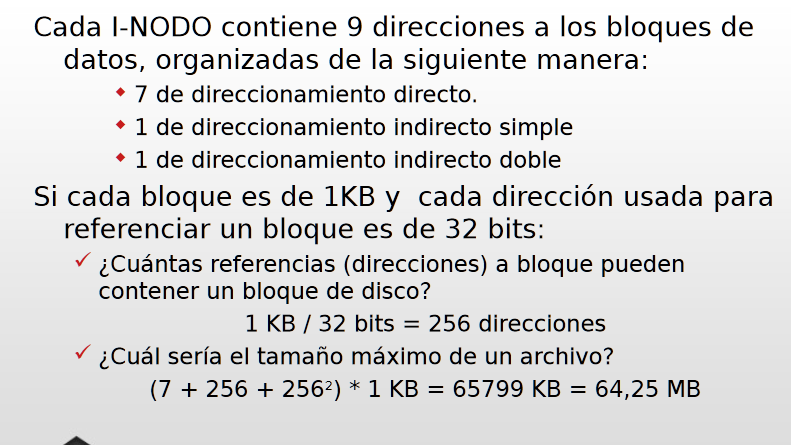 Cada I-NODO contiene 9 direcciones a los bloques de
datos, organizadas de la siguiente manera:
7 de direccionamiento directo.
1 de direccionamiento indirecto simple
1 de direccionamiento indirecto doble
Si cada bloque es de 1KB y cada dirección usada para
referenciar un bloque es de 32 bits:
¿Cuántas referencias (direcciones) a bloque pueden
contener un bloque de disco?
1 KB / 32 bits = 256 direcciones
¿Cuál sería el tamaño máximo de un archivo?
(7 + 256 + 256²) * 1 KB = 65799 KB = 64,25 MB